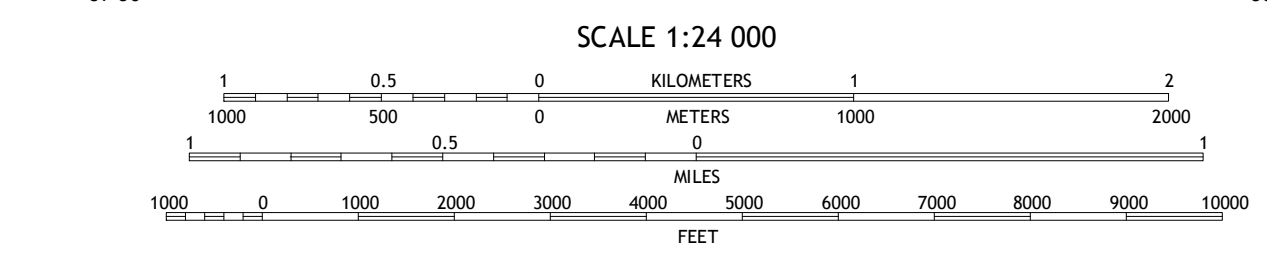 SCALE 1:24 000
1 0.5 0 KILOMETERS 1 2
1000 500 0 METERS 1000 2000
1 0.5 0 1
MILES
1000 0 1000 2000 3000 4000 5000 6000 7000 8000 9000 10000
FEET